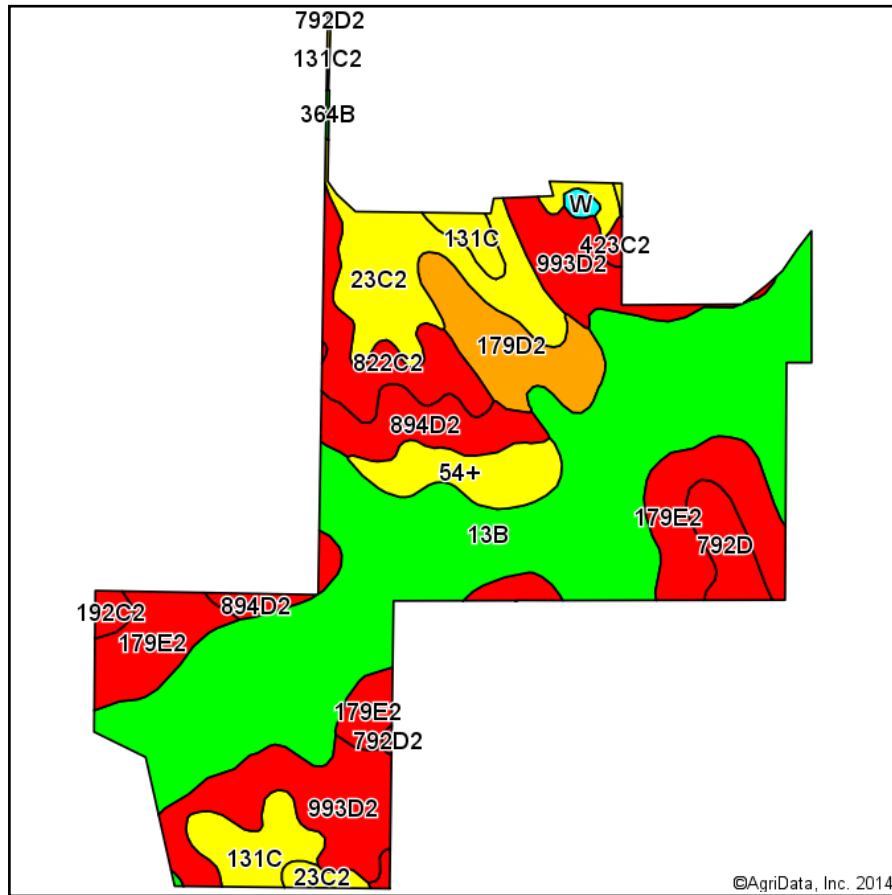 792D2
131C2
364B
W
131C
423C2
993D2
23C2
179D2
822C2
894D2
54+
179E2
13B
792D
894D2
192C2
179E2
179E2
792D2
993D2
131C
23C2
©AgriData, Inc. 2014